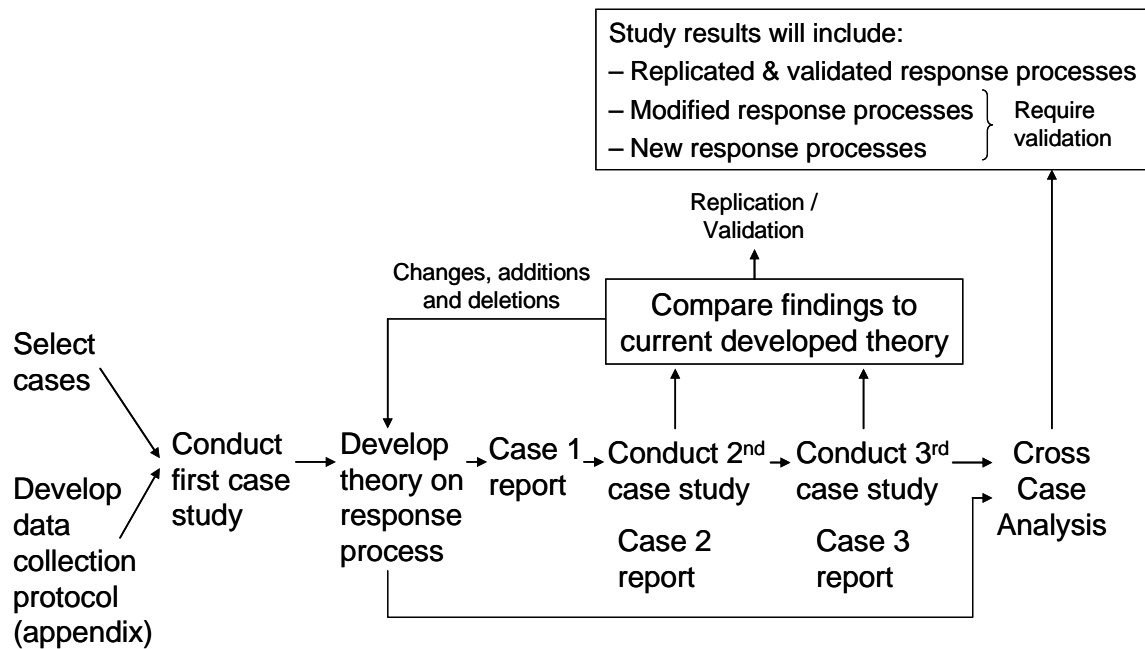 Study results will include:
– Replicated & validated response processes
– Modified response processes
– New response processes
Require
validation
Replication /
Validation
Changes, additions
and deletions
Compare findings to
current developed theory
Select
cases
Develop
data
collection
protocol
(appendix)
Conduct
first case
study
Develop
theory on
response
process
Case 1
report
Conduct 2nd
case study
Case 2
report
Conduct 3rd
case study
Case 3
report
Cross
Case
Analysis